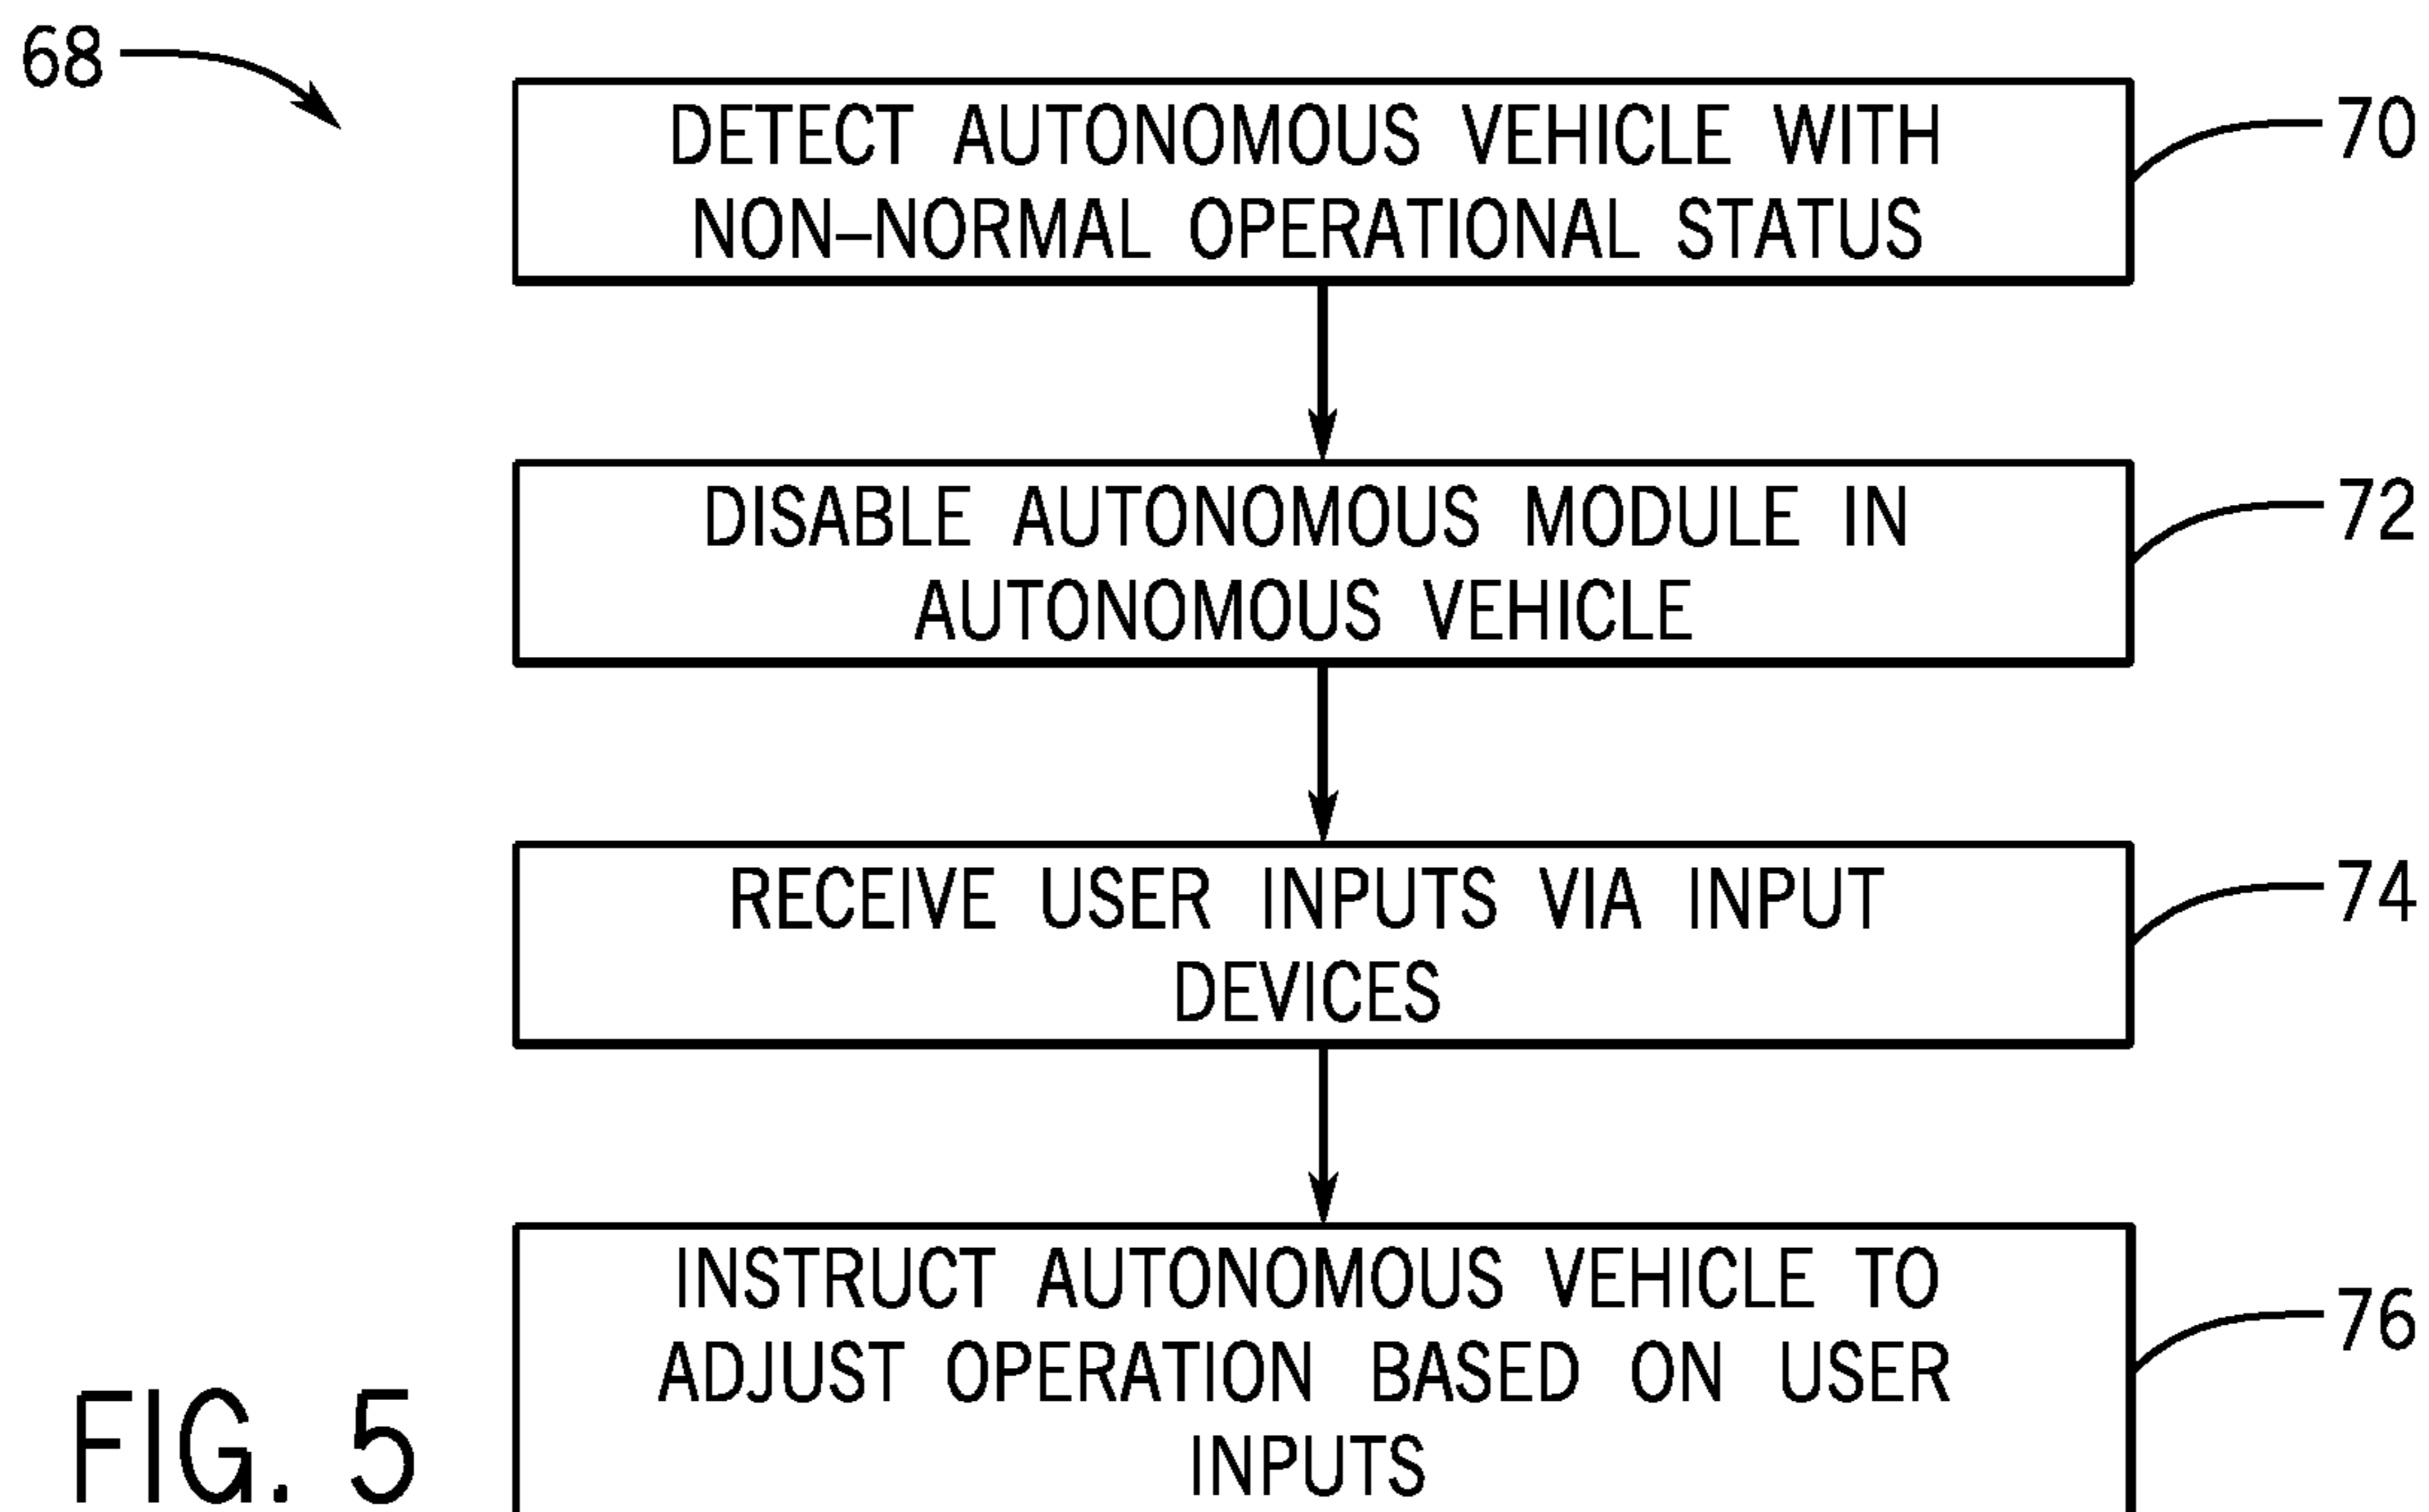 68
DETECT AUTONOMOUS VEHICLE WITH
NON–NORMAL OPERATIONAL STATUS
70
DISABLE AUTONOMOUS MODULE IN
AUTONOMOUS VEHICLE
72
RECEIVE USER INPUTS VIA INPUT
DEVICES
74
INSTRUCT AUTONOMOUS VEHICLE TO
ADJUST OPERATION BASED ON USER
INPUTS
76
FIG. 5